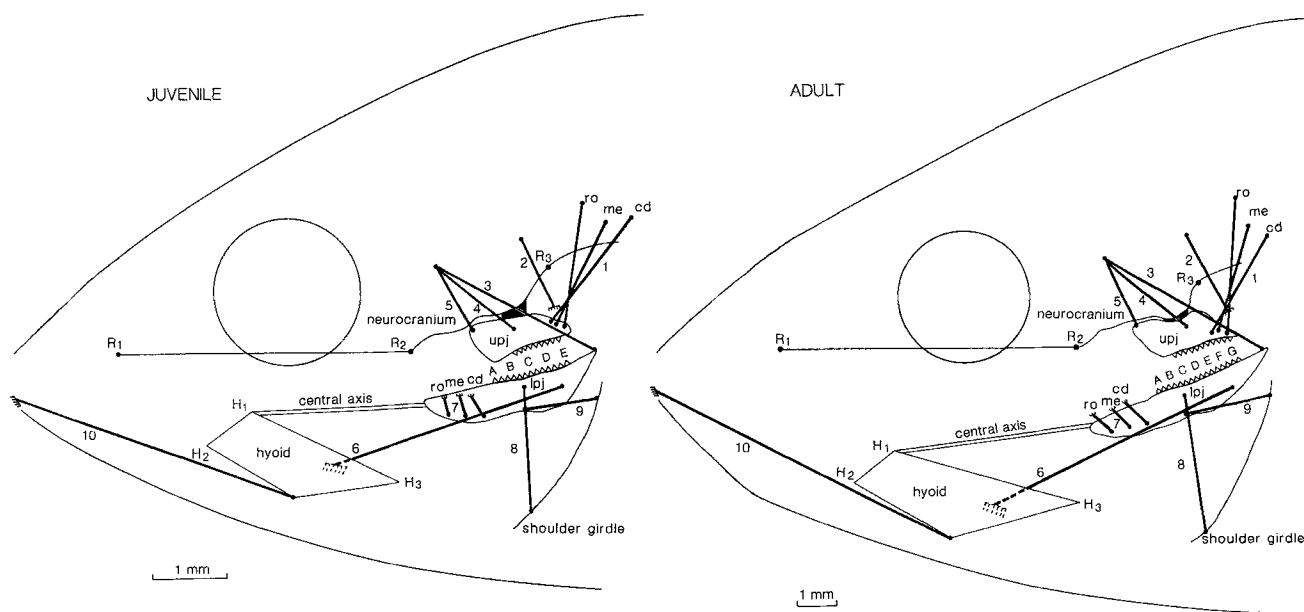 JUVENILE
ro
me
cd
2
R3
1
3
5
4
neurocranium
upj
R1
R2
A B C D E
ro me cd
lpj
7
H1
central axis
9
10
6
8
H2
hyoid
H3
shoulder girdle
1 mm
ADULT
ro
me
cd
2
3
R3
1
5
4
neurocranium
upj
R1
A B C D E F G
R2
cd
me
ro
lpj
7
9
central axis
H1
10
6
8
H2
hyoid
H3
shoulder girdle
1 mm